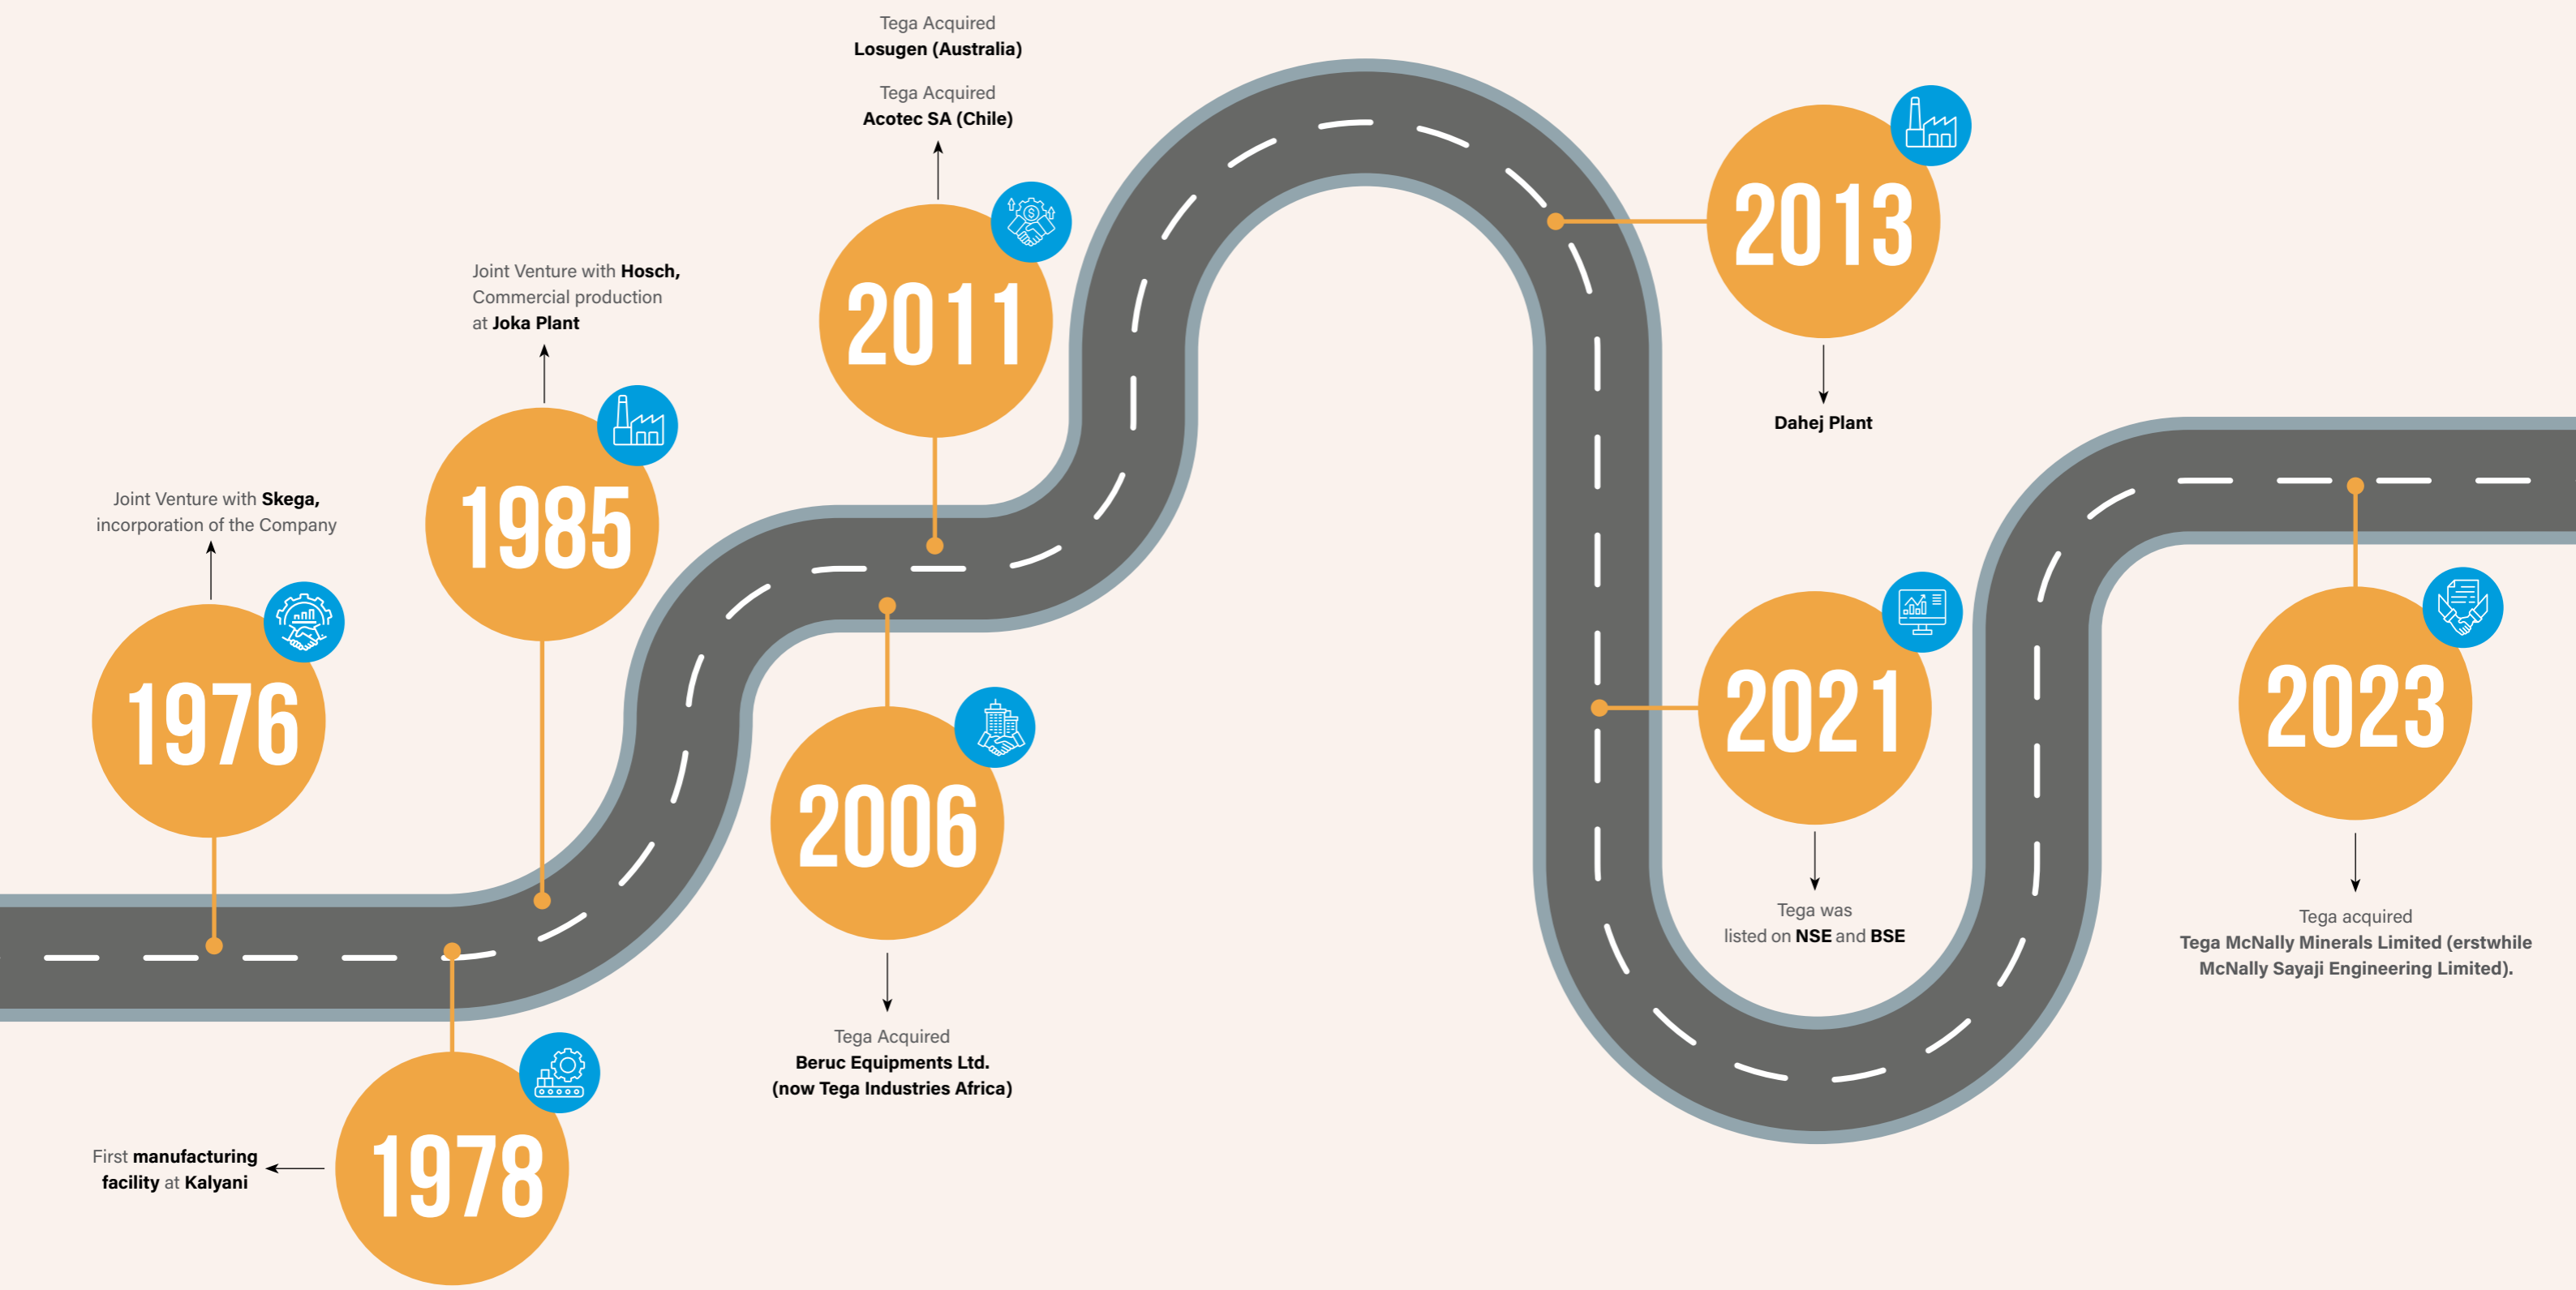 Joint Venture with Skega,
incorporation of the Company
1976
First manufacturing
facility at Kalyani
1978
Joint Venture with Hosch,
Commercial production
at Joka Plant
1985
2006
Tega Acquired
Beruc Equipments Ltd.
(now Tega Industries Africa)
Tega Acquired
Losugen (Australia)
Tega Acquired
Acotec SA (Chile)
2011
2013
Dahej Plant
2021
Tega was
listed on NSE and BSE
2023
Tega acquired
Tega McNally Minerals Limited (erstwhile
McNally Sayaji Engineering Limited).